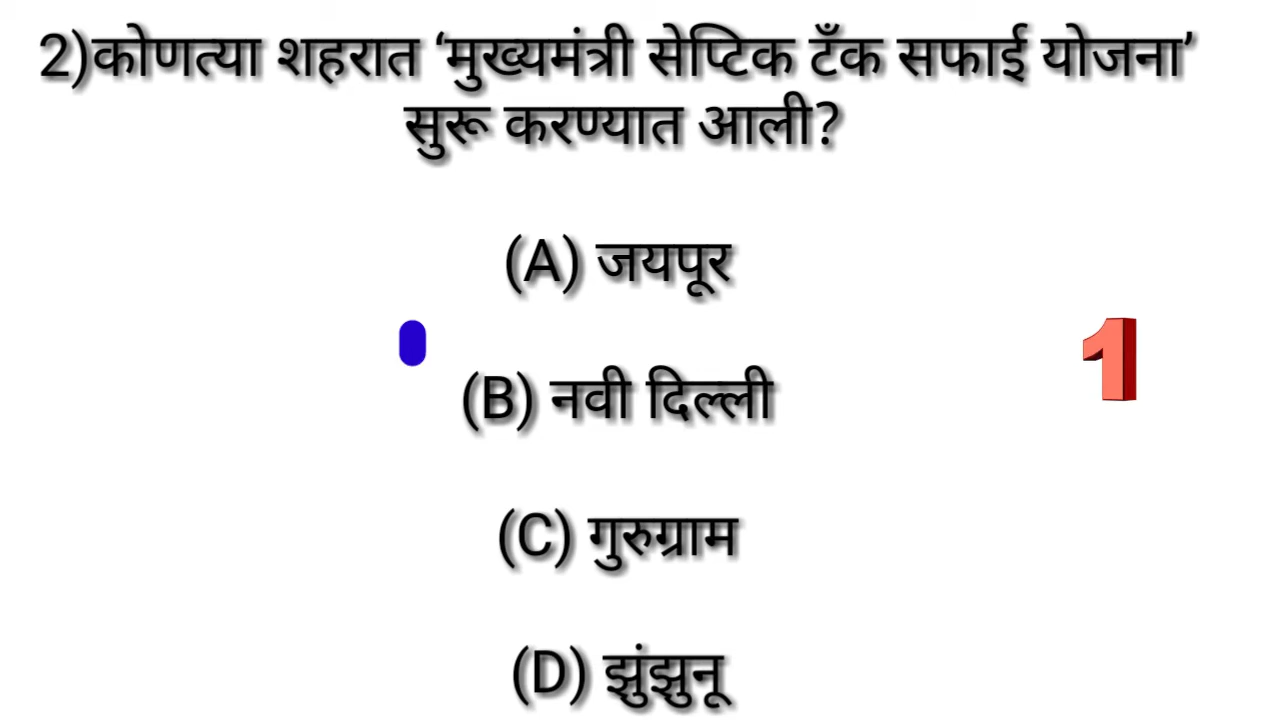 2)कोणत्या शहरात ‘मुख्यमंत्री सेप्टिक टँक सफाई योजना’
सुरू करण्यात आली?
(A) जयपूर
(B) नवी दिल्ली
1
(C) गुरुग्राम
(D) झुंझुनू